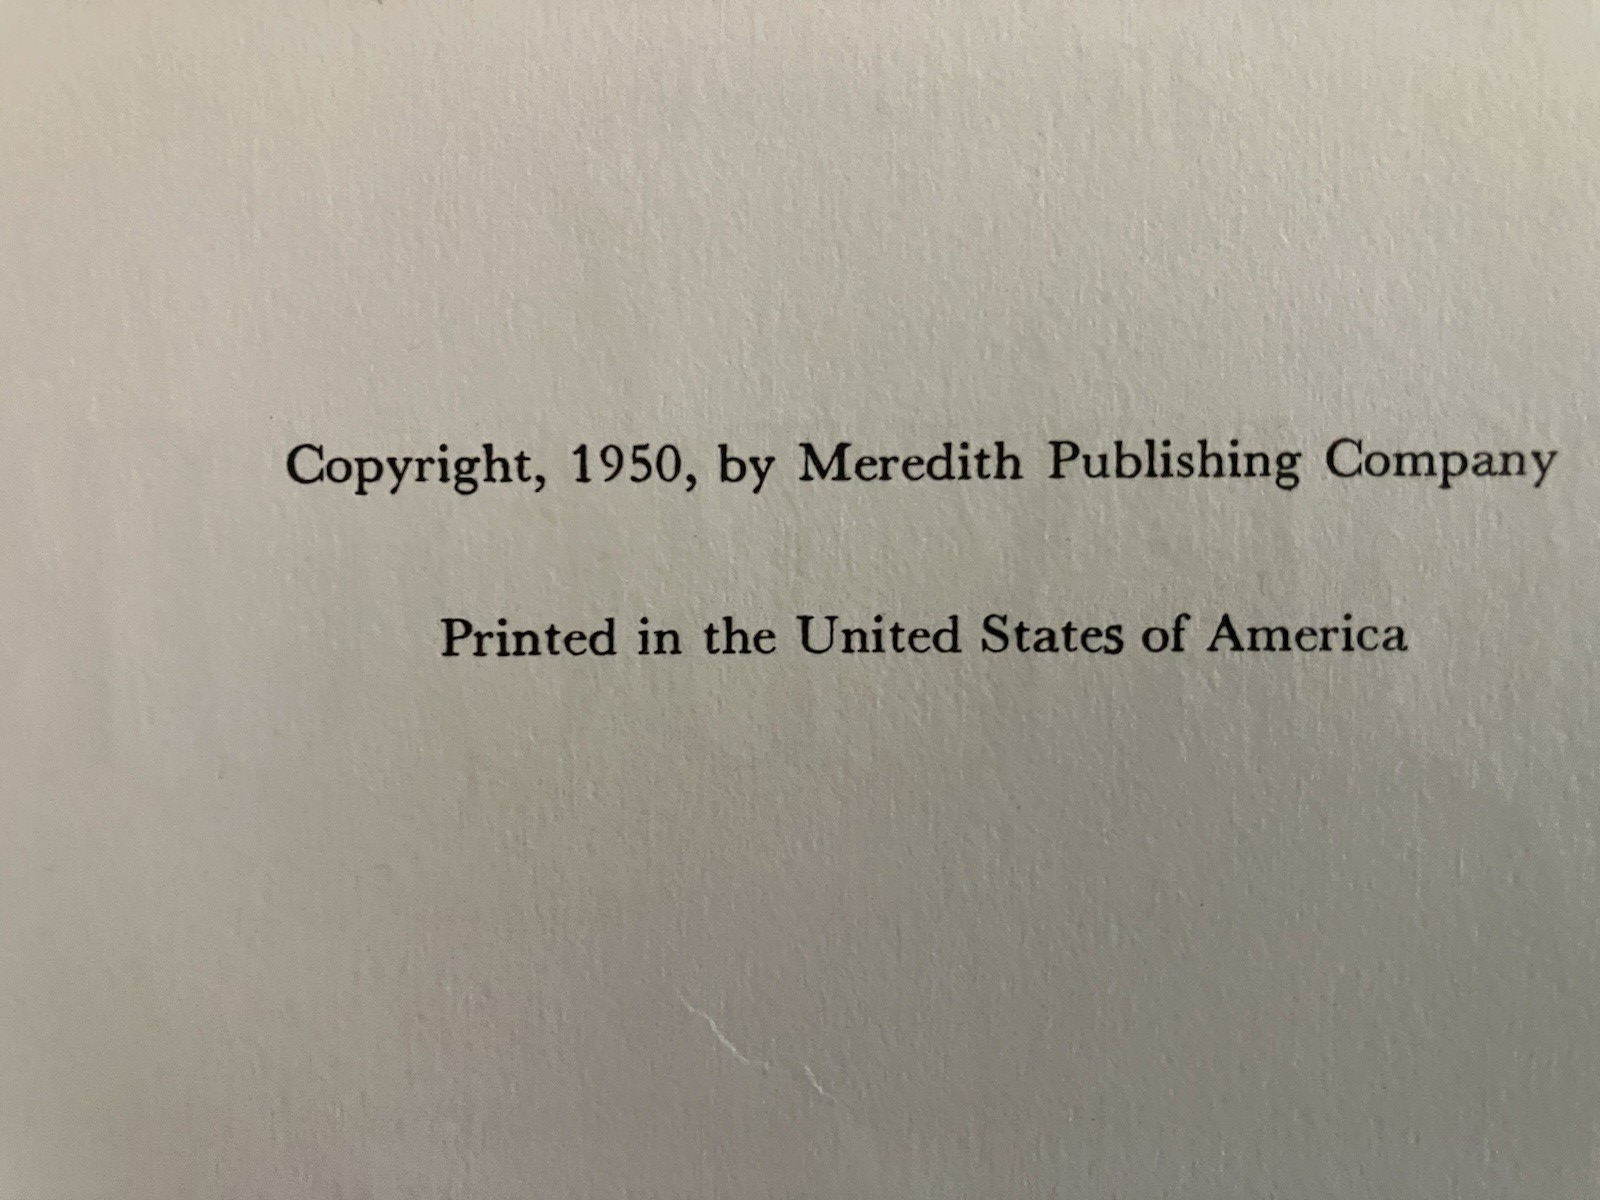 Copyright, 1950, by Meredith Publishing Company
Printed in the United States of America